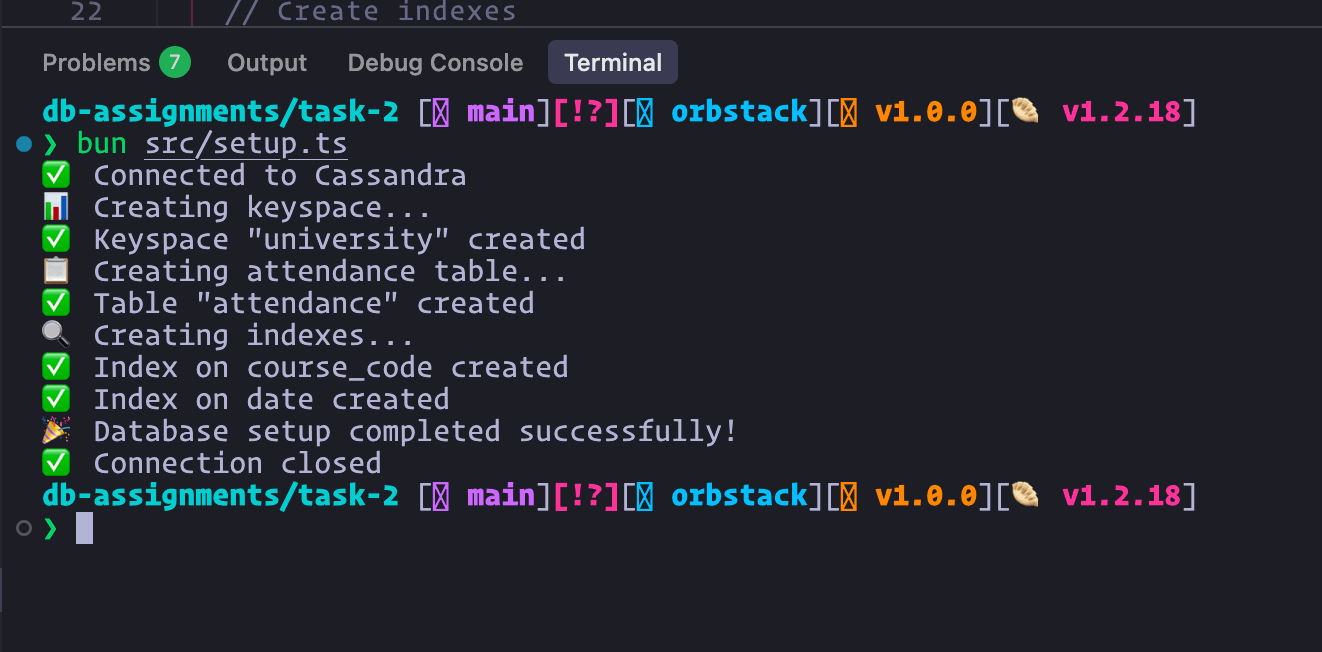 22 // Create indexes
Problems 7 Output Debug Console Terminal
db-assignments/task-2 [ main][!?][ orbstack][ v1.0.0][🥟 v1.2.18]
❯ bun src/setup.ts
✅ Connected to Cassandra
📊 Creating keyspace...
✅ Keyspace "university" created
📋 Creating attendance table...
✅ Table "attendance" created
🔍 Creating indexes...
✅ Index on course_code created
✅ Index on date created
🎉 Database setup completed successfully!
✅ Connection closed
db-assignments/task-2 [ main][!?][ orbstack][ v1.0.0][🥟 v1.2.18]
❯